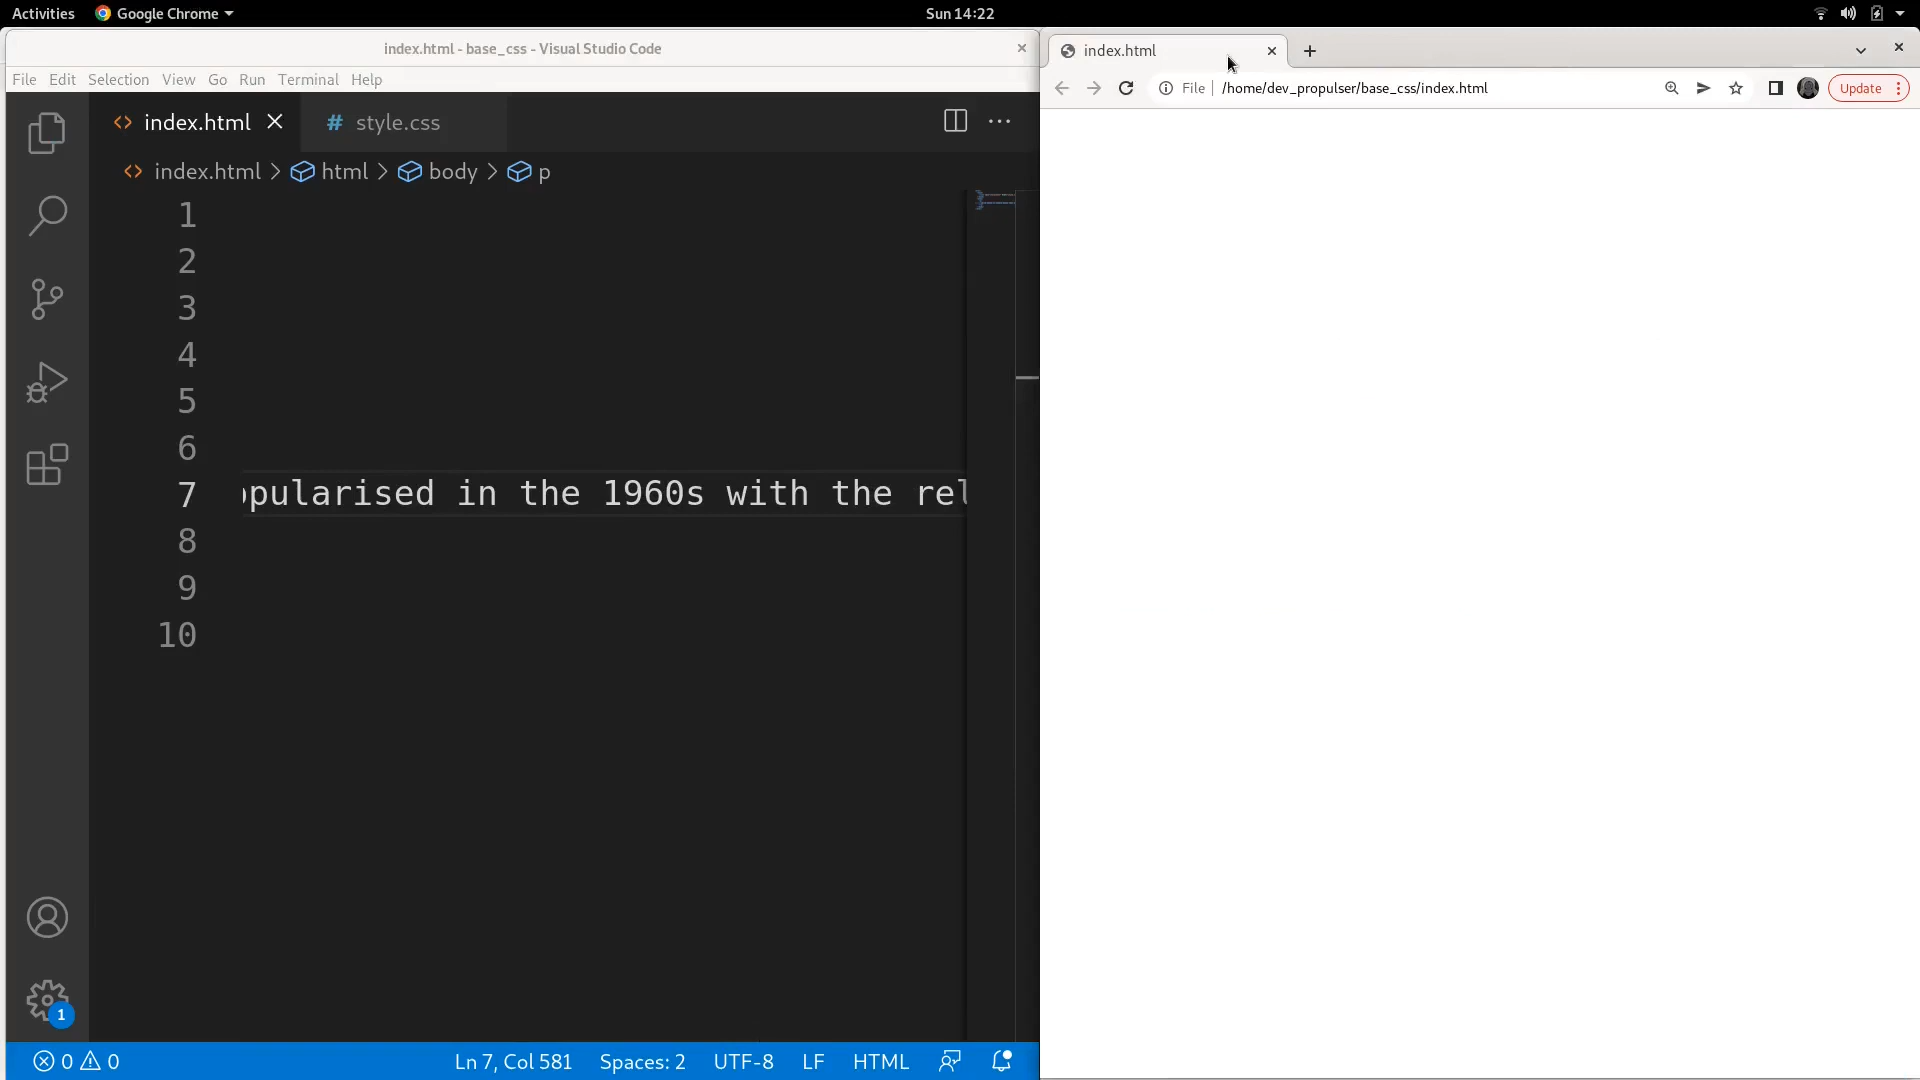 Activities Google Chrome Sun 14:22
index.html - base_css - Visual Studio Code
File Edit Selection View Go Run Terminal Help
index.html style.css
index.html > html > body > p
1
2
3
4
5
6
7 opularised in the 1960s with the rel
8
9
10
1
0 0 Ln 7, Col 581 Spaces: 2 UTF-8 LF HTML
index.html
File /home/dev_propulser/base_css/index.html Update